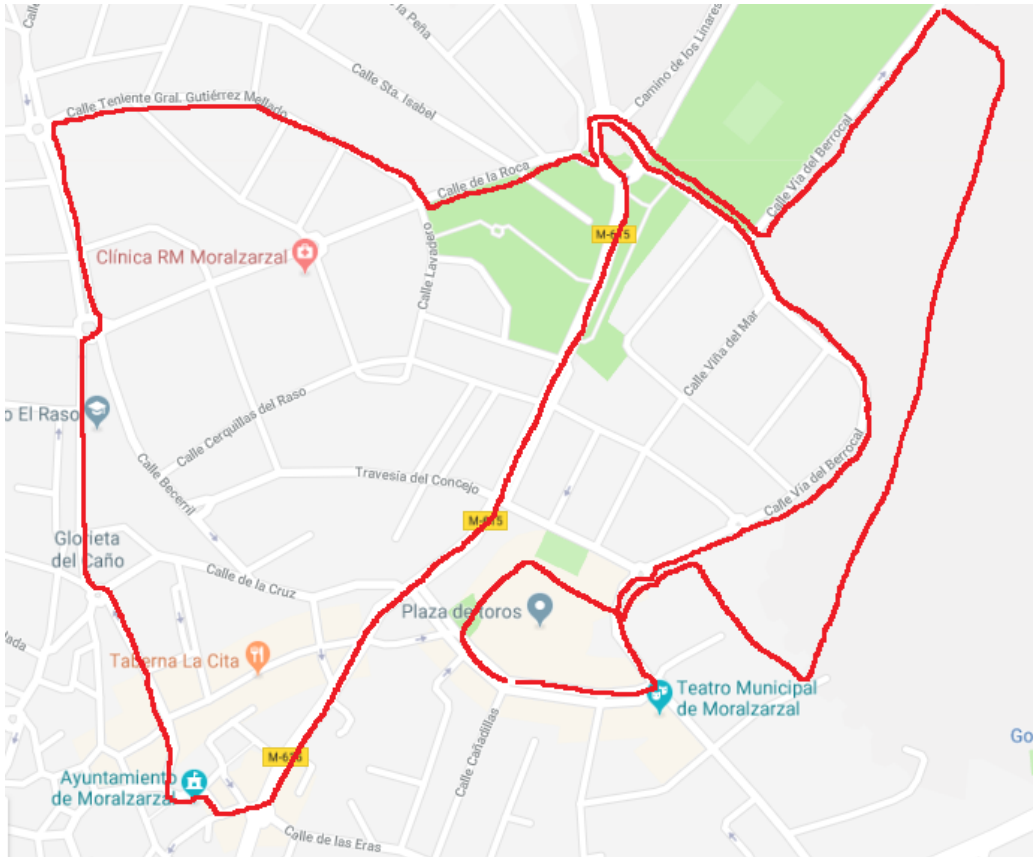 Calle
la Peña
Camino de los Linares
Calle Sta. Isabel
Calle Teniente Gral. Gutiérrez Mellado
Calle Vía del Berrocal
Calle de la Roca
M-615
Clínica RM Moralzarzal
Calle Lavadero
Calle Viña del Mar
o El Raso
Calle Cerquillas del Raso
Calle Becerril
Calle Vía del Berrocal
Travesía del Concejo
M-615
Glorieta
del Caño
Calle de la Cruz
Plaza de toros
Taberna La Cita
Teatro Municipal
de Moralzarzal
Calle Cañadillas
Go
M-636
Ayuntamiento
de Moralzarzal
Calle de las Eras